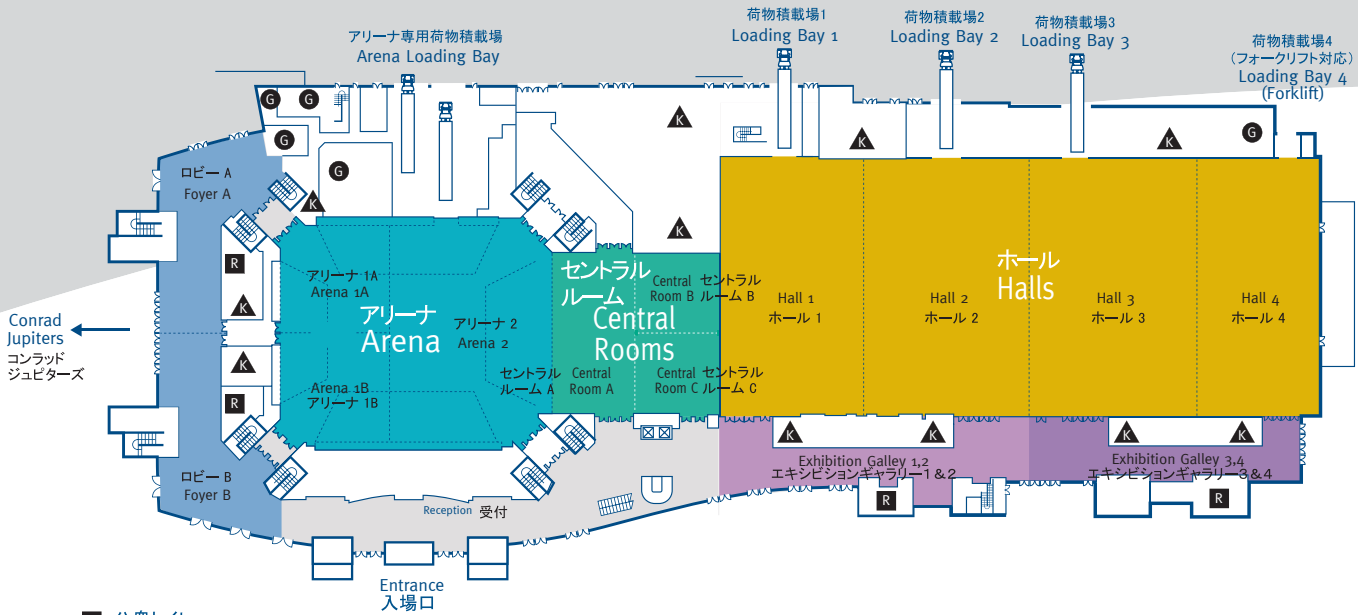 アリーナ専用荷物積載場
Arena Loading Bay
荷物積載場1
Loading Bay 1
荷物積載場2
Loading Bay 2
荷物積載場3
Loading Bay 3
荷物積載場4
(フォークリフト対応)
Loading Bay 4
(Forklift)
G
G
G
G
K
K
K
K
K
ロビー A
Foyer A
R
K
K
R
Conrad
Jupiters
コンラッド
ジュピターズ
アリーナ 1A
Arena 1A
アリーナ
Arena
アリーナ 2
Arena 2
Arena 1B
アリーナ 1B
セントラル
ルーム
Central
Rooms
Central
Room B
セントラル
ルーム B
セントラル
ルーム A
Central
Room A
Central
Room C
セントラル
ルーム C
ホール
Halls
Hall 1
ホール 1
Hall 2
ホール 2
Hall 3
ホール 3
Hall 4
ホール 4
G
K
K
K
K
Exhibition Galley 1,2
エキシビションギャラリー1&2
Exhibition Galley 3,4
エキシビションギャラリー3&4
R
R
ロビー B
Foyer B
Reception 受付
Entrance
入場口